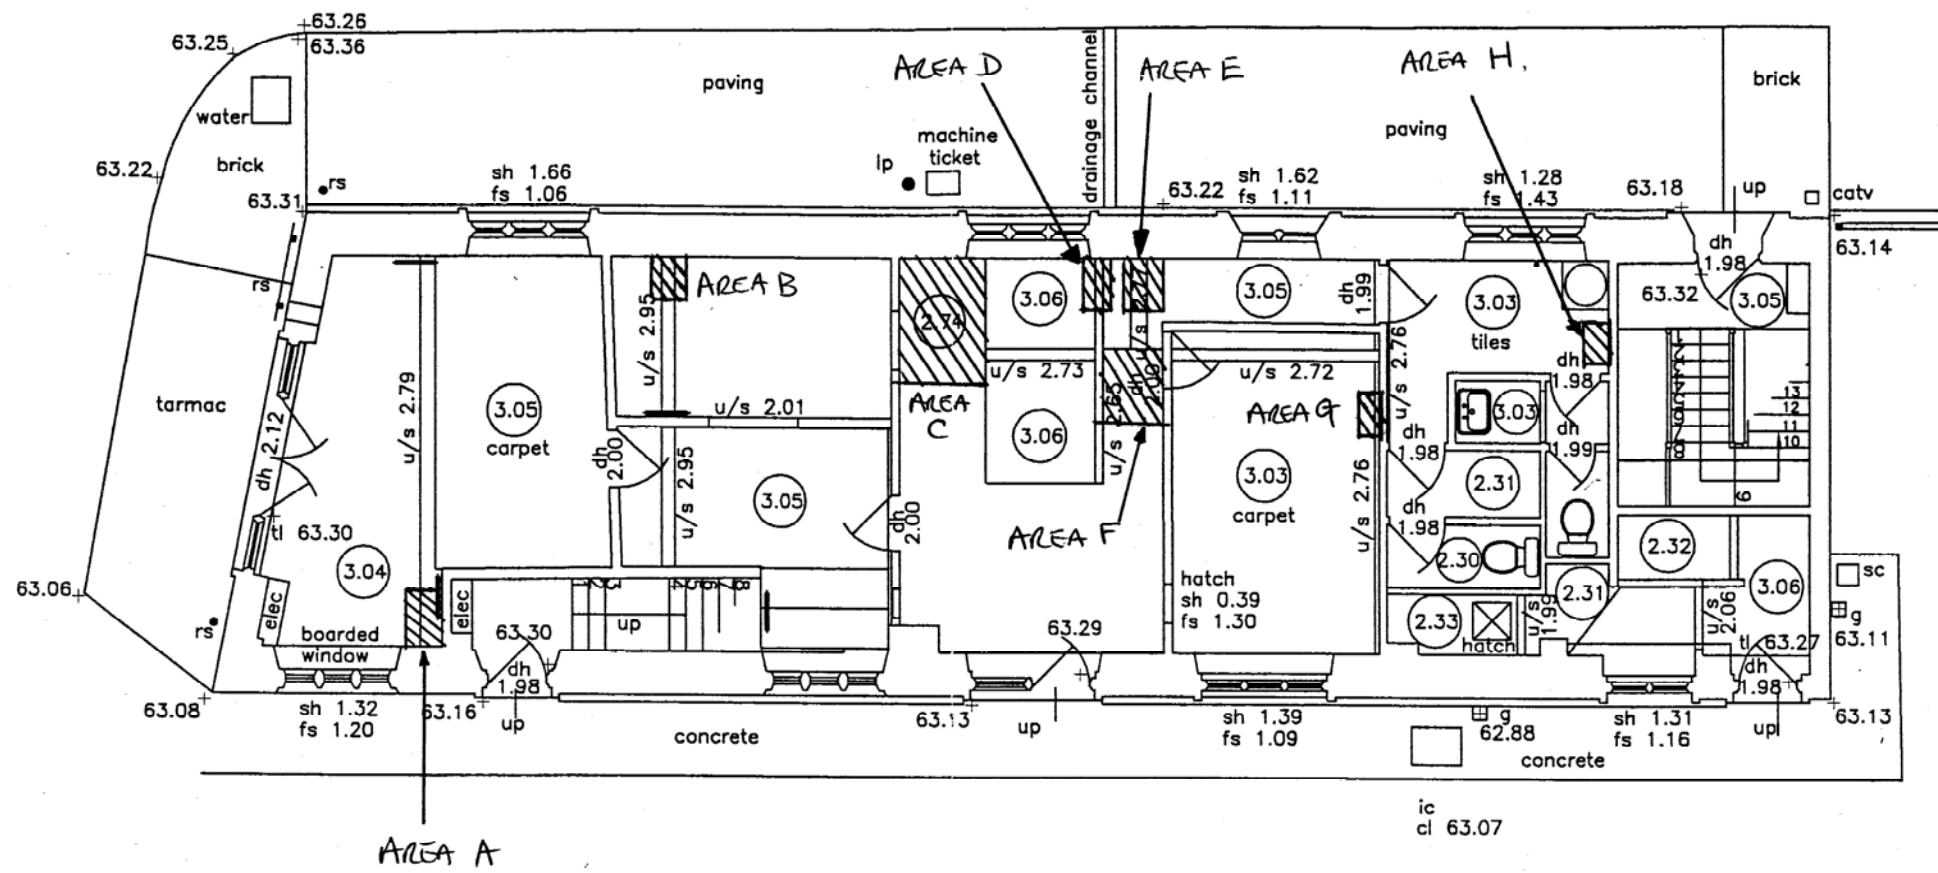 63.26
63.36
63.25
water
brick
63.22
63.31
rs
rs
paving
sh 1.66
fs 1.06
AREA D
AREA E
AREA H.
machine
ticket
lp
drainage channel
63.22
sh 1.62
fs 1.11
paving
sh 1.28
fs 1.43
63.18
up
brick
catv
63.14
dh
1.98
63.32
3.05
tarmac
dh 2.12
u/s 2.79
3.05
carpet
u/s 2.95
AREA B
u/s 2.01
dh
2.00
u/s 2.95
3.05
2.74
AREA
C
3.06
u/s 2.73
3.06
dh
2.00
u/s 2.65
dh
2.00
AREA F
3.05
dh
1.99
u/s 2.72
AREA G
3.03
carpet
u/s 2.76
u/s 2.76
3.03
tiles
dh
1.98
3.03
dh
1.98
dh
1.99
2.31
dh
1.98
2.30
13
12
11
10
9
2.32
3.06
tl 63.30
3.04
elec
boarded
window
elec
63.30
up
dh
1.98
63.29
hatch
sh 0.39
fs 1.30
2.33
hatch
u/s
1.99
2.31
u/s
2.06
tl 63.27
dh
1.98
sc
g
63.11
63.06
rs
63.08
sh 1.32
fs 1.20
63.16
up
concrete
63.13
up
sh 1.39
fs 1.09
g
62.88
sh 1.31
fs 1.16
up
63.13
concrete
ic
cl 63.07
AREA A